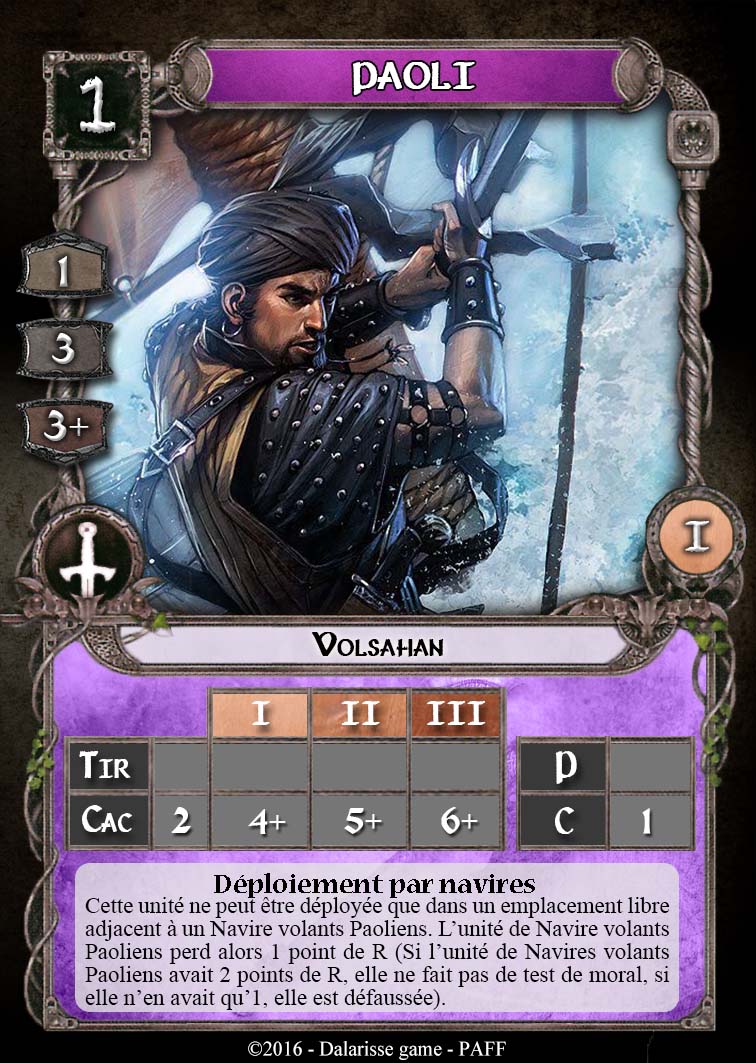 PAOLI
1
1
3
3+
I
VOLSAHAN
I II III
TIR
P
CAC 2 4+ 5+ 6+
C 1
Déploiement par navires
Cette unité ne peut être déployée que dans un emplacement libre
adjacent à un Navire volants Paoliens. L'unité de Navire volants
Paoliens perd alors 1 point de R (Si l'unité de Navires volants
Paoliens avait 2 points de R, elle ne fait pas de test de moral, si
elle n'en avait qu'1, elle est défaussée).
©2016 - Dalarisse game - PAFF